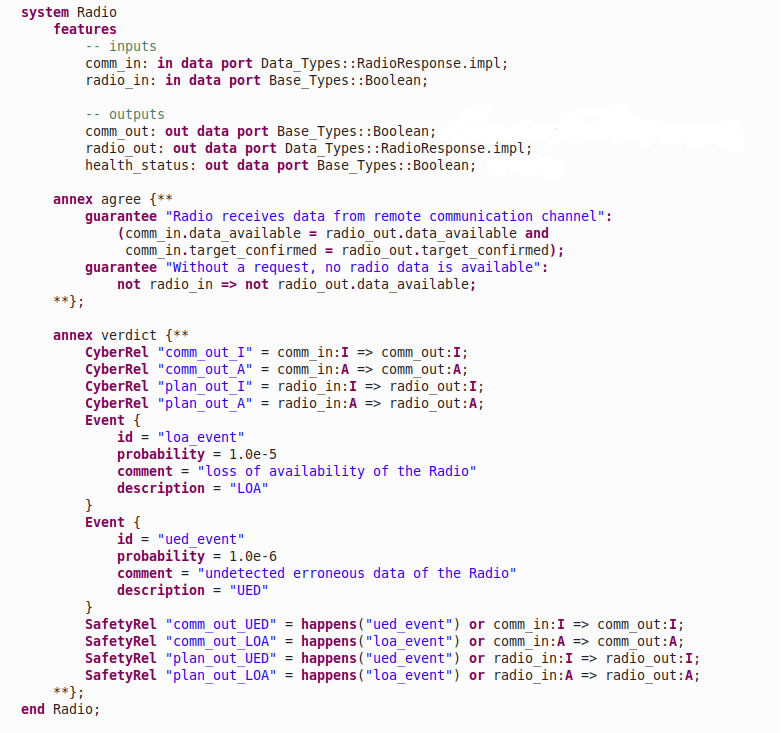 system Radio
    features
        -- inputs
        comm_in: in data port Data_Types::RadioResponse.impl;
        radio_in: in data port Base_Types::Boolean;

        -- outputs
        comm_out: out data port Base_Types::Boolean;
        radio_out: out data port Data_Types::RadioResponse.impl;
        health_status: out data port Base_Types::Boolean;

    annex agree {**
        guarantee "Radio receives data from remote communication channel":
            (comm_in.data_available = radio_out.data_available and
             comm_in.target_confirmed = radio_out.target_confirmed);
        guarantee "Without a request, no radio data is available":
            not radio_in => not radio_out.data_available;
    **};

    annex verdict {**
        CyberRel "comm_out_I" = comm_in:I => comm_out:I;
        CyberRel "comm_out_A" = comm_in:A => comm_out:A;
        CyberRel "plan_out_I" = radio_in:I => radio_out:I;
        CyberRel "plan_out_A" = radio_in:A => radio_out:A;
        Event {
            id = "loa_event"
            probability = 1.0e-5
            comment = "loss of availability of the Radio"
            description = "LOA"
        }
        Event {
            id = "ued_event"
            probability = 1.0e-6
            comment = "undetected erroneous data of the Radio"
            description = "UED"
        }
        SafetyRel "comm_out_UED" = happens("ued_event") or comm_in:I => comm_out:I;
        SafetyRel "comm_out_LOA" = happens("loa_event") or comm_in:A => comm_out:A;
        SafetyRel "plan_out_UED" = happens("ued_event") or radio_in:I => radio_out:I;
        SafetyRel "plan_out_LOA" = happens("loa_event") or radio_in:A => radio_out:A;
    **};
end Radio;